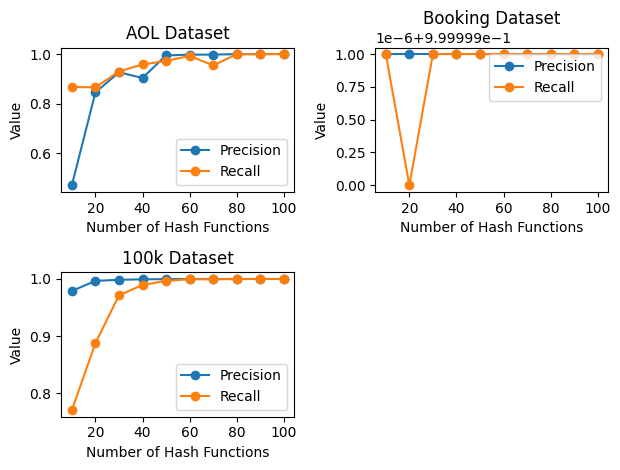 AOL Dataset
Value
1.0
0.8
0.6
Precision
Recall
20 40 60 80 100
Number of Hash Functions
Booking Dataset
1e−6+9.99999e−1
Value
1.00
0.75
0.50
0.25
0.00
Precision
Recall
20 40 60 80 100
Number of Hash Functions
100k Dataset
Value
1.0
0.9
0.8
Precision
Recall
20 40 60 80 100
Number of Hash Functions